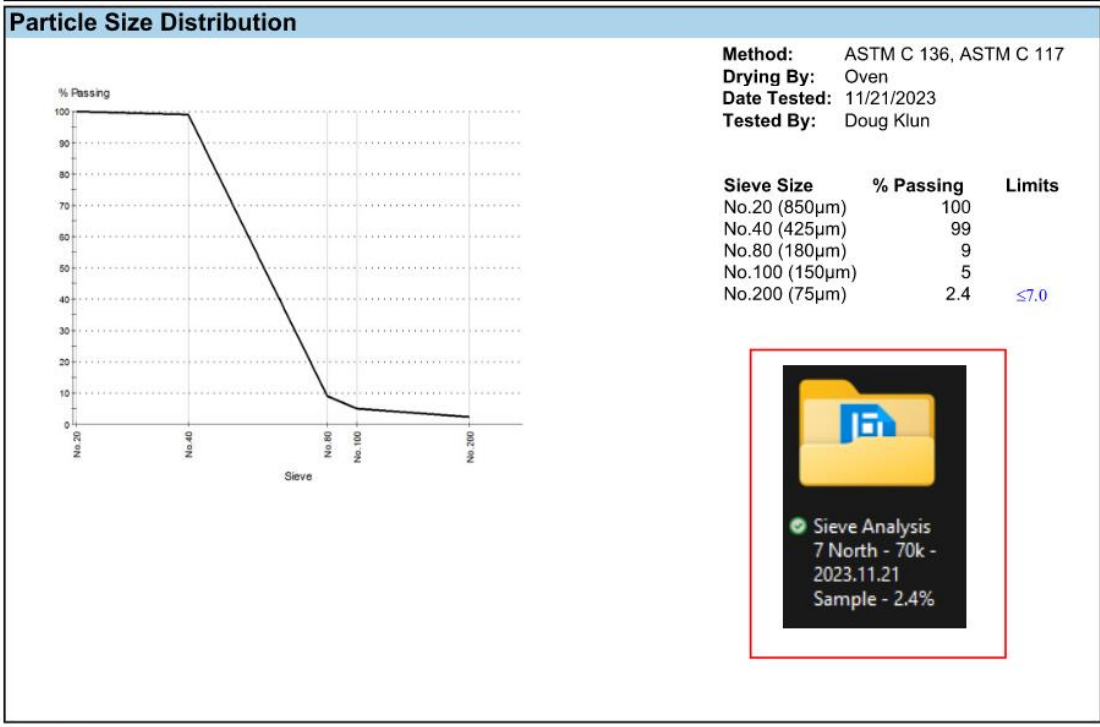 Particle Size Distribution
Method: ASTM C 136, ASTM C 117
Drying By: Oven
Date Tested: 11/21/2023
Tested By: Doug Klun
% Passing
100
90
80
70
60
50
40
30
20
10
0
No.20
No.40
No.80
No.100
No.200
Sieve
Sieve Size % Passing Limits
No.20 (850µm) 100
No.40 (425µm) 99
No.80 (180µm) 9
No.100 (150µm) 5
No.200 (75µm) 2.4 ≤7.0
Sieve Analysis
7 North - 70k -
2023.11.21
Sample - 2.4%